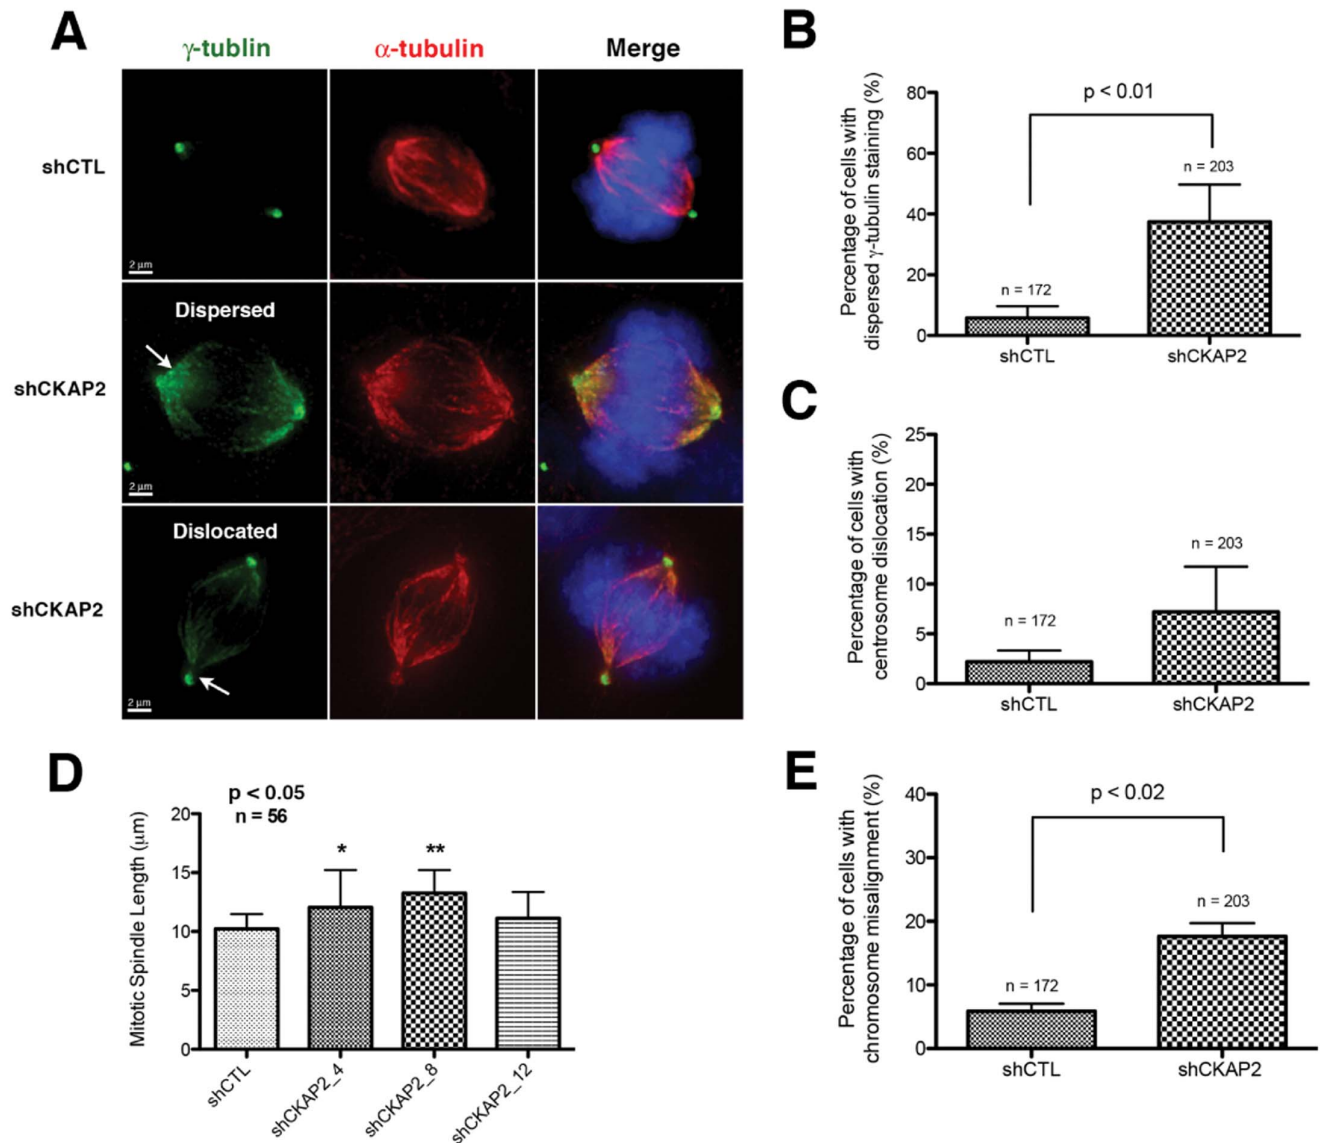 A
γ-tublin
α-tubulin
Merge
shCTL
2 μm
Dispersed
shCKAP2
2 μm
Dislocated
shCKAP2
2 μm
B
Percentage of cells with
dispersed γ-tubulin staining (%)
80
60
40
20
0
p < 0.01
n = 172
n = 203
shCTL
shCKAP2
C
Percentage of cells with
centrosome dislocation (%)
25
20
15
10
5
0
n = 172
n = 203
shCTL
shCKAP2
D
Mitotic Spindle Length (μm)
p < 0.05
n = 56
20
15
10
5
0
*
**
shCTL
shCKAP2_4
shCKAP2_8
shCKAP2_12
E
Percentage of cells with
chromosome misalignment (%)
40
30
20
10
0
p < 0.02
n = 172
n = 203
shCTL
shCKAP2